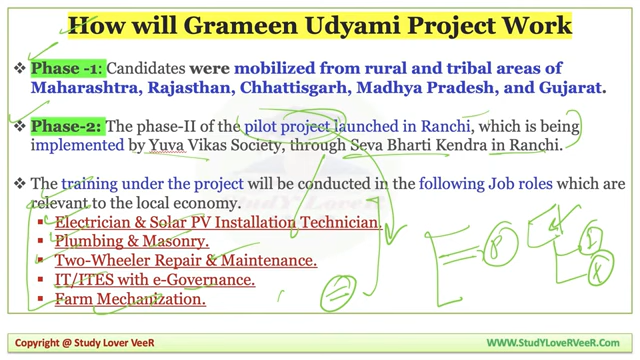 How will Grameen Udyami Project Work
❖ Phase -1: Candidates were mobilized from rural and tribal areas of
Maharashtra, Rajasthan, Chhattisgarh, Madhya Pradesh, and Gujarat.
❖ Phase-2: The phase-II of the pilot project launched in Ranchi, which is being
implemented by Yuva Vikas Society, through Seva Bharti Kendra in Ranchi.
❖ The training under the project will be conducted in the following Job roles which are
relevant to the local economy.
▪ Electrician & Solar PV Installation Technician.
▪ Plumbing & Masonry.
▪ Two-Wheeler Repair & Maintenance.
▪ IT/ITES with e-Governance.
▪ Farm Mechanization.
Copyright @ Study Lover VeeR
WWW.StudYLoveRVeeR.Com